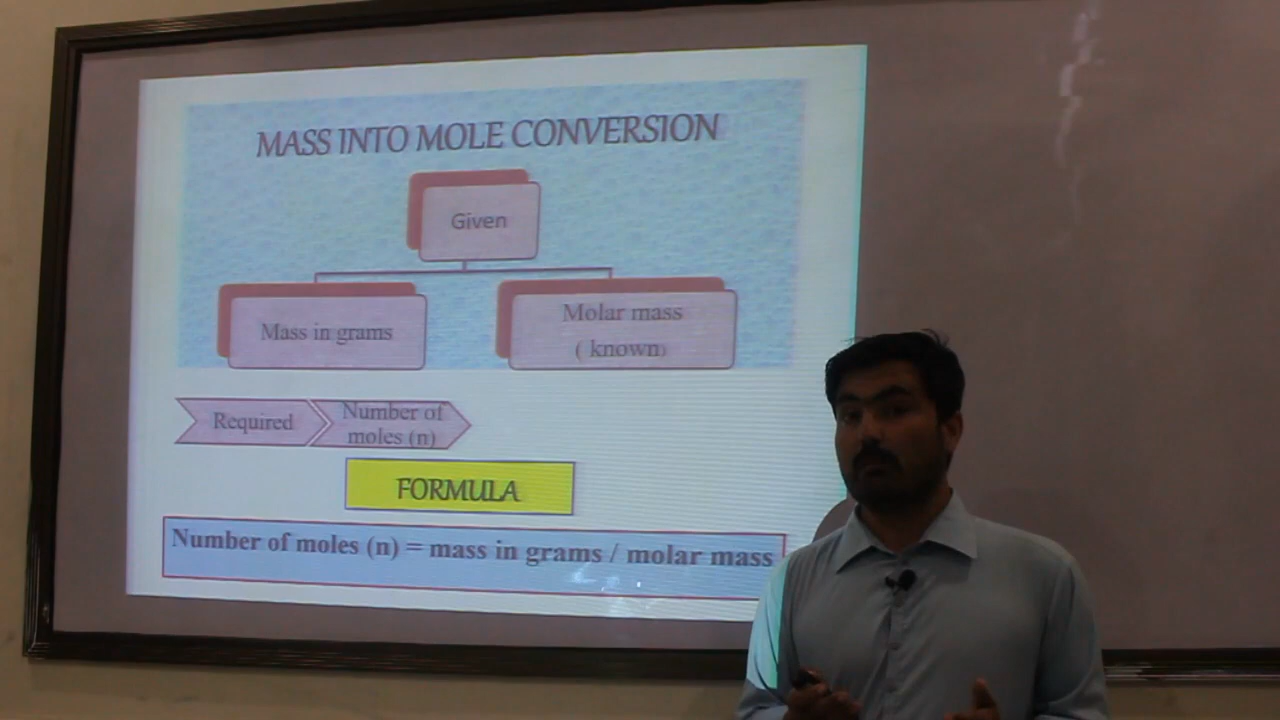 MASS INTO MOLE CONVERSION
Given
Mass in grams
Molar mass
( known)
Required
Number of
moles (n)
FORMULA
Number of moles (n) = mass in grams / molar mass